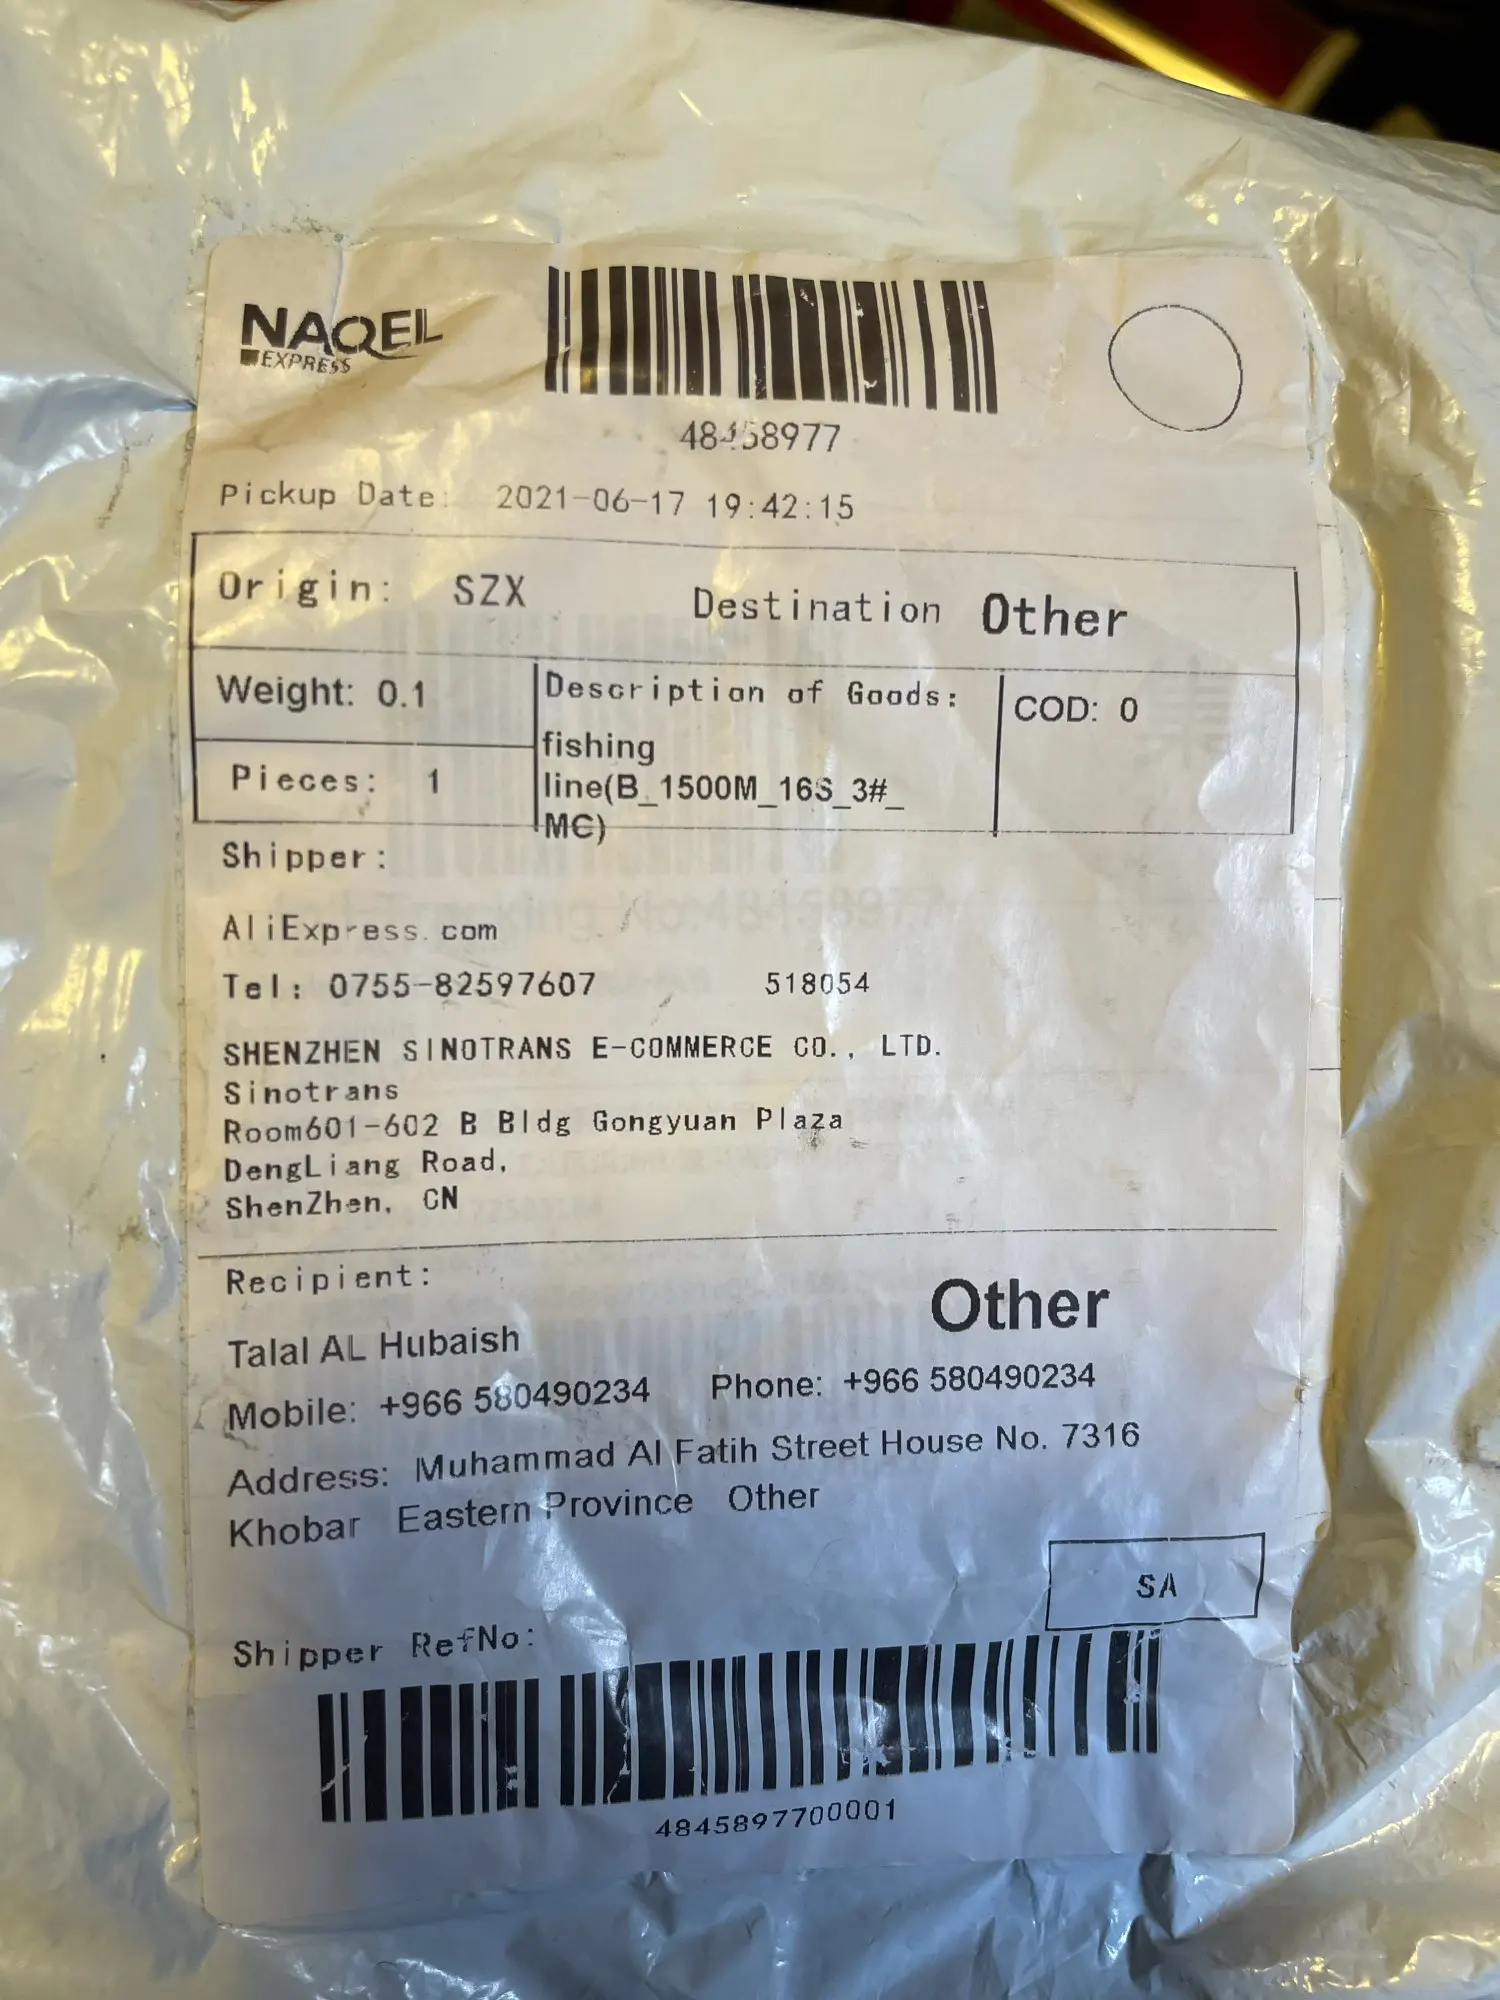 NAQEL
EXPRESS
48458977
Pickup Date: 2021-06-17 19:42:15
Origin: SZX Destination Other
Weight: 0.1
Pieces: 1
Description of Goods:
fishing
line(B_1500M_16S_3#_
MC)
COD: 0
Shipper:
AliExpress.com
Tel: 0755-82597607 518054
SHENZHEN SINOTRANS E-COMMERCE CO., LTD.
Sinotrans
Room601-602 B Bldg Gongyuan Plaza
DengLiang Road,
ShenZhen, CN
Recipient:
Other
Talal AL Hubaish
Mobile: +966 580490234 Phone: +966 580490234
Address: Muhammad Al Fatih Street House No. 7316
Khobar Eastern Province Other
SA
Shipper RefNo:
4845897700001